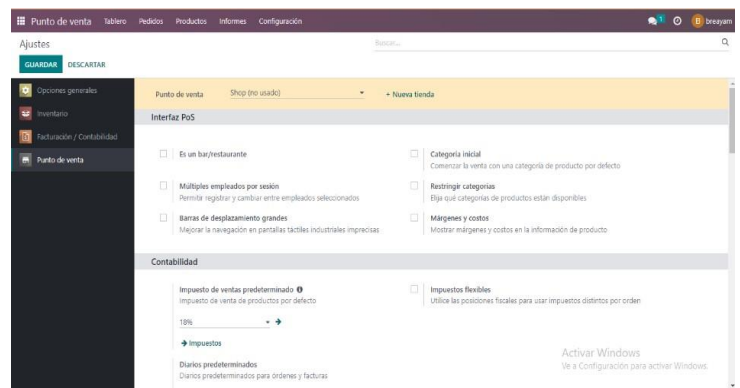 Punto de venta Tablero Pedidos Productos Informes Configuración 1 B breayam
Ajustes Buscar...
GUARDAR DESCARTAR
Opciones generales
Inventario
Facturación / Contabilidad
Punto de venta
Punto de venta Shop (no usado) + Nueva tienda
Interfaz PoS
Es un bar/restaurante
Categoría inicial
Comenzar la venta con una categoría de producto por defecto
Múltiples empleados por sesión
Permitir registrar y cambiar entre empleados seleccionados
Restringir categorías
Elija qué categorías de productos están disponibles
Barras de desplazamiento grandes
Mejorar la navegación en pantallas táctiles industriales imprecisas
Márgenes y costos
Mostrar márgenes y costos en la información de producto
Contabilidad
Impuesto de ventas predeterminado
Impuesto de venta de productos por defecto
18%
Impuestos
Impuestos flexibles
Utilice las posiciones fiscales para usar impuestos distintos por orden
Diarios predeterminados
Diarios predeterminados para órdenes y facturas
Activar Windows
Ve a Configuración para activar Windows.